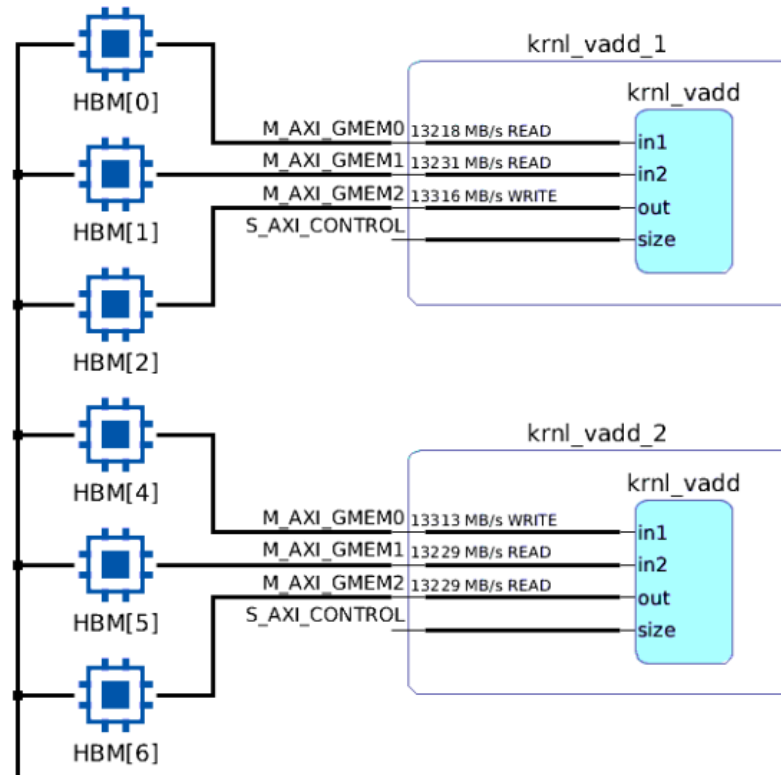 HBM[0]
HBM[1]
HBM[2]
krnl_vadd_1
krnl_vadd
M_AXI_GMEM0 13218 MB/s READ in1
M_AXI_GMEM1 13231 MB/s READ in2
M_AXI_GMEM2 13316 MB/s WRITE out
S_AXI_CONTROL size
HBM[4]
HBM[5]
HBM[6]
krnl_vadd_2
krnl_vadd
M_AXI_GMEM0 13313 MB/s WRITE in1
M_AXI_GMEM1 13229 MB/s READ in2
M_AXI_GMEM2 13229 MB/s READ out
S_AXI_CONTROL size